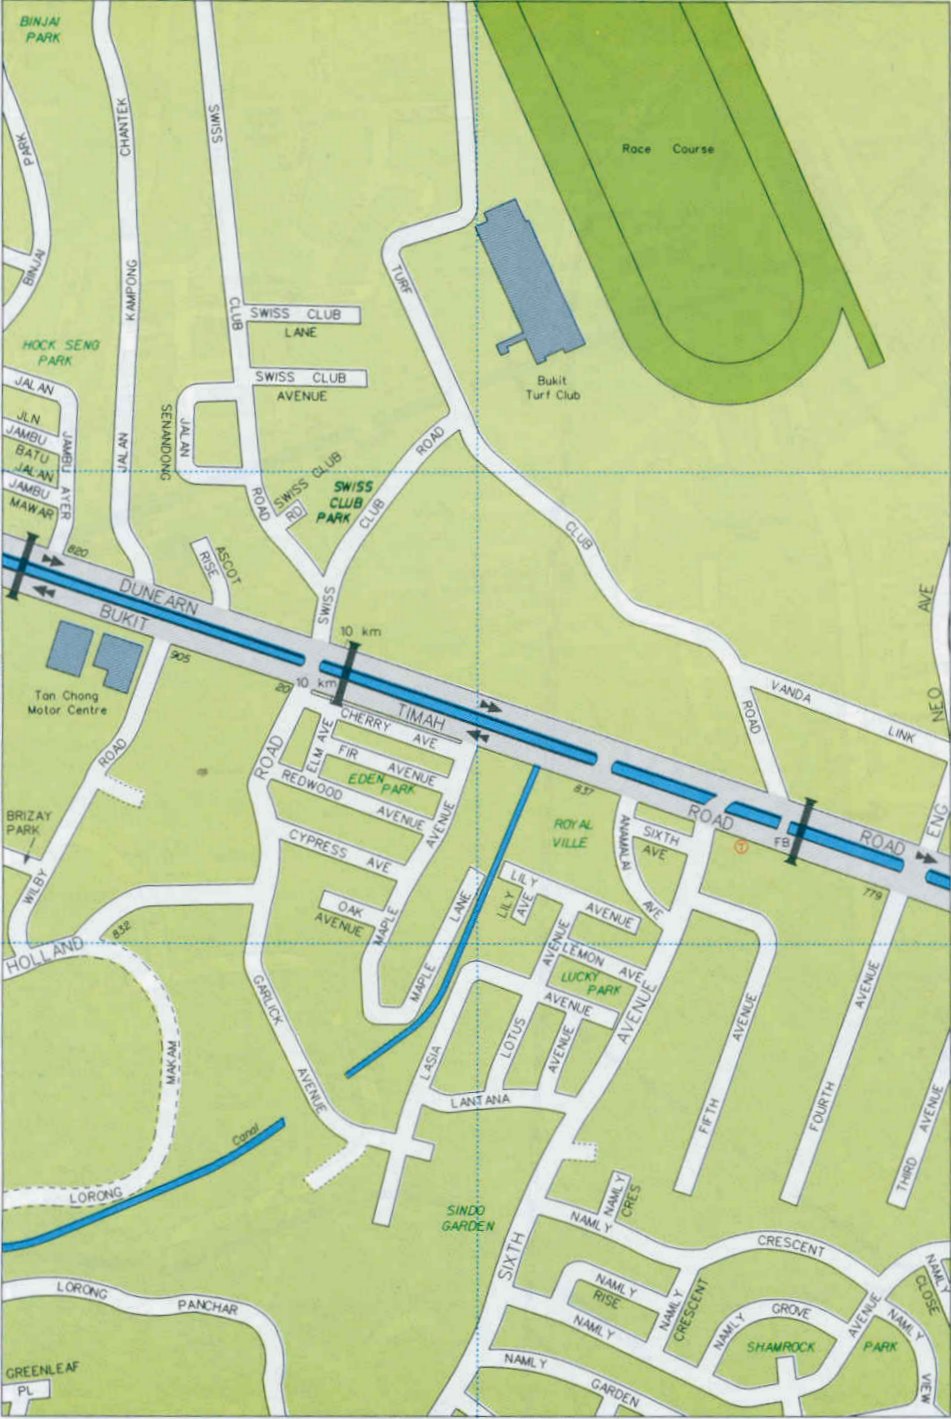 BINJAI
PARK
CHANTEK
SWISS
PARK
Race Course
BINJAI
KAMPONG
TURF
CLUB
SWISS CLUB
LANE
HOCK SENG
PARK
SWISS CLUB
AVENUE
Bukit
Turf Club
JALAN
JLN
JAMBU
BATU
JALAN
JAMBU
MAWAR
JAMBU
AYER
JALAN
SENANDONG
JALAN
ROAD
SWISS CLUB
RD
SWISS
CLUB
PARK
CLUB
ROAD
CLUB
ASCOT
RISE
SWISS
820
DUNEARN
BUKIT
10 km
10 km
905
20
Tan Chong
Motor Centre
AVE
NEO
VANDA
LINK
ROAD
TIMAH
CHERRY
AVE
ELM AVE
FIR
AVENUE
EDEN
PARK
REDWOOD
AVENUE
ROAD
ROAD
CYPRESS AVE
AVENUE
837
ROYAL
VILLE
ANAMALAI
AVE
SIXTH
AVE
ROAD
T
FB
ROAD
ENG
779
BRIZAY
PARK
WILBY
OAK
AVENUE
MAPLE
LANE
MAPLE
LILY
LILY
AVE
AVENUE
AVENUE
LEMON AVE
LUCKY
PARK
AVENUE
AVENUE
HOLLAND
832
GARLICK
AVENUE
LASIA
LOTUS
AVENUE
LANTANA
MAKAM
AVENUE
FIFTH
AVENUE
FOURTH
AVENUE
THIRD
Canal
LORONG
SINDO
GARDEN
SIXTH
NAMLY
CRES
NAMLY
CRESCENT
NAMLY
RISE
NAMLY
NAMLY
CRESCENT
NAMLY
GROVE
SHAMROCK
PARK
AVENUE
NAMLY
CLOSE
NAMLY
VIEW
LORONG
PANCHAR
NAMLY
GARDEN
GREENLEAF
PL